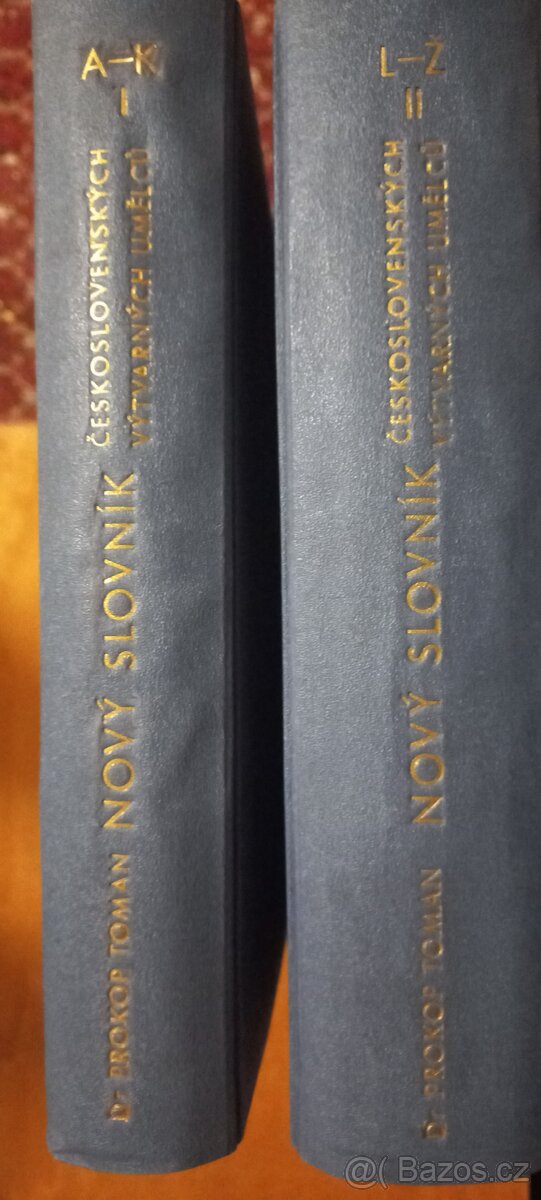 A–K
I
Dr PROKOP TOMAN NOVÝ SLOVNÍK
ČESKOSLOVENSKÝCH
VÝTVARNÝCH UMĚLCŮ
L–Ž
II
Dr PROKOP TOMAN NOVÝ SLOVNÍK
ČESKOSLOVENSKÝCH
VÝTVARNÝCH UMĚLCŮ
@( Bazos.cz